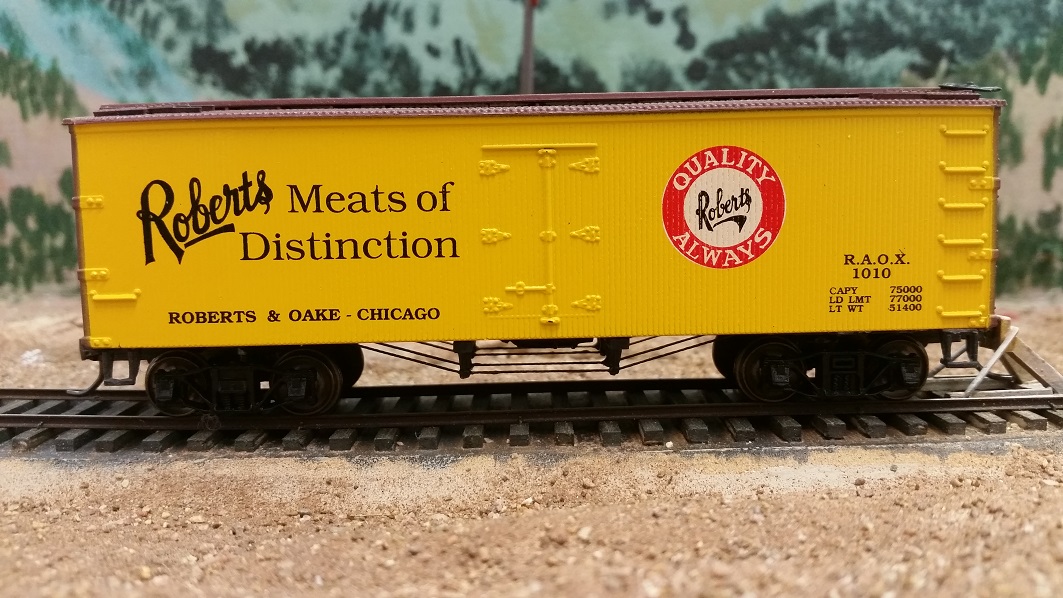 Roberts Meats of
Distinction
ROBERTS & OAKE - CHICAGO
QUALITY
Roberts
ALWAYS
R.A.O.X.
1010
CAPY 75000
LD LMT 77000
LT WT 51400